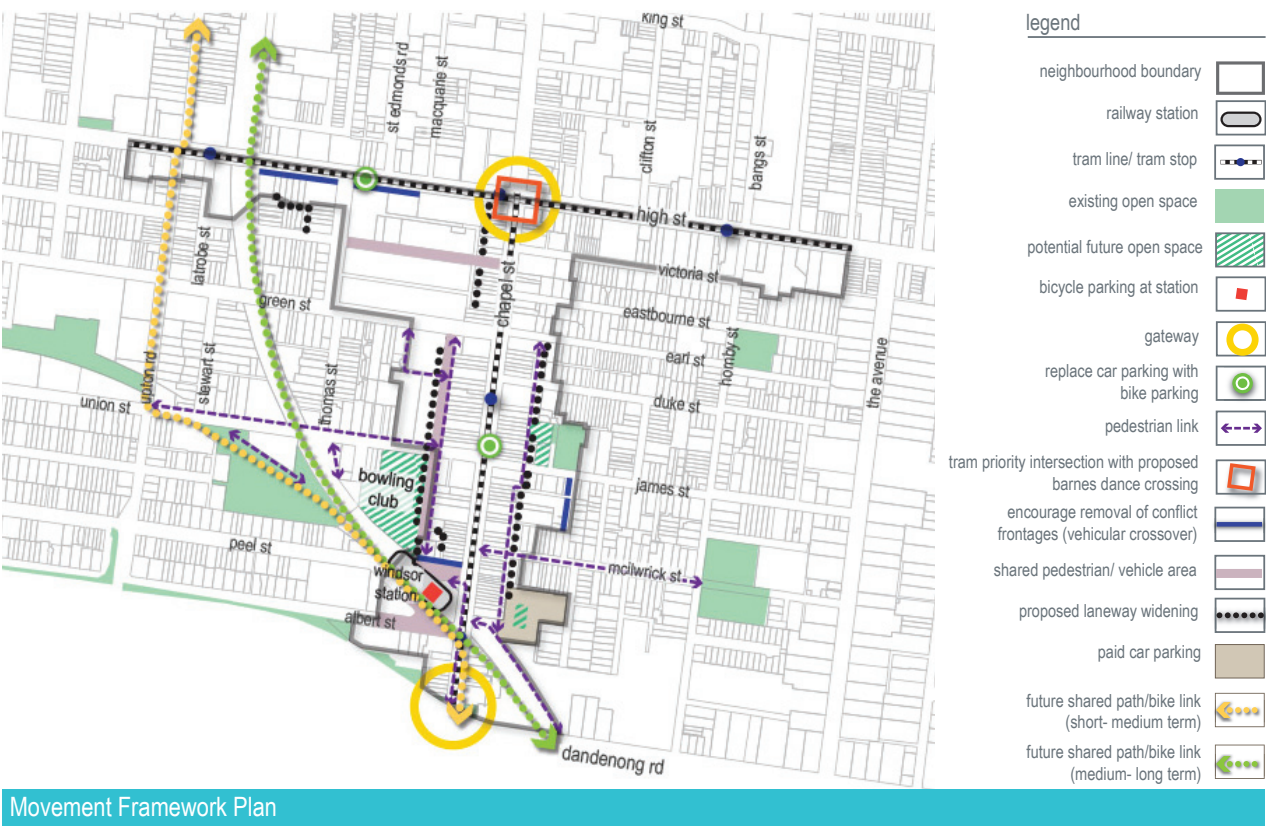 king st
st edmonds rd
macquarie st
clifton st
bangs st
high st
latrobe st
victoria st
green st
chapel st
eastbourne st
earl st
hornby st
the avenue
upton rd
stewart st
thomas st
duke st
union st
bowling
club
james st
peel st
windsor
station
mcilwrick st
albert st
dandenong rd
legend
neighbourhood boundary
railway station
tram line/ tram stop
existing open space
potential future open space
bicycle parking at station
gateway
replace car parking with
bike parking
pedestrian link
tram priority intersection with proposed
barnes dance crossing
encourage removal of conflict
frontages (vehicular crossover)
shared pedestrian/ vehicle area
proposed laneway widening
paid car parking
future shared path/bike link
(short- medium term)
future shared path/bike link
(medium- long term)
Movement Framework Plan